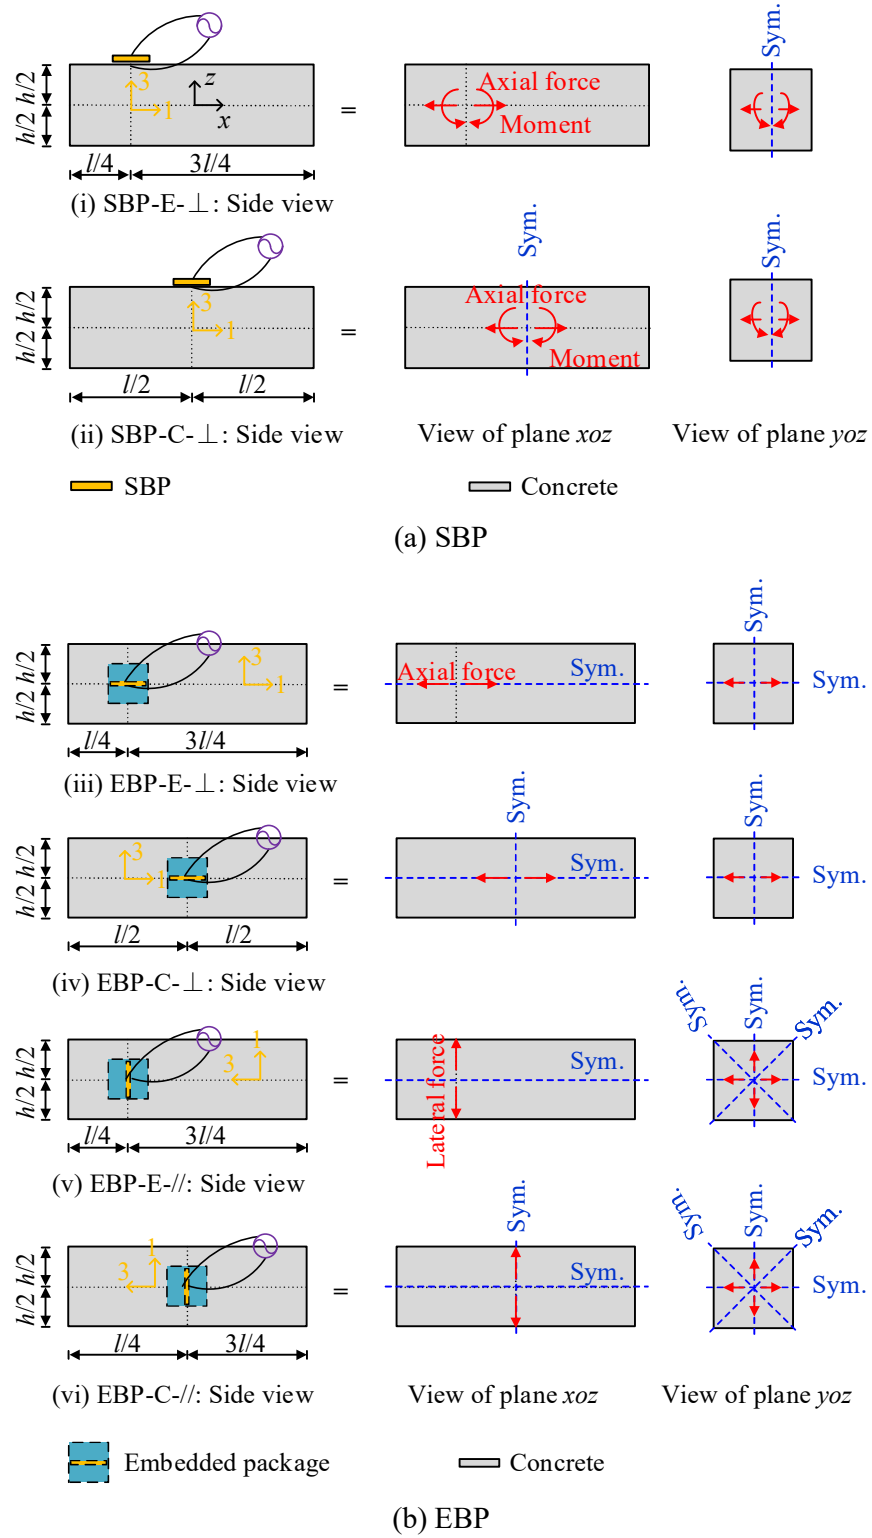 h/2 h/2
3
1
z
x
l/4
3l/4
=
Axial force
Moment
Sym.
(i) SBP-E-⊥: Side view
h/2 h/2
3
1
l/2
l/2
=
Sym.
Axial force
Moment
Sym.
(ii) SBP-C-⊥: Side view
View of plane xoz
View of plane yoz
SBP
Concrete
(a) SBP
h/2 h/2
3
1
l/4
3l/4
=
Axial force
Sym.
Sym.
Sym.
(iii) EBP-E-⊥: Side view
h/2 h/2
3
1
l/2
l/2
=
Sym.
Sym.
Sym.
Sym.
(iv) EBP-C-⊥: Side view
h/2 h/2
1
3
l/4
3l/4
=
Lateral force
Sym.
Sym.
Sym.
Sym.
Sym.
(v) EBP-E-//: Side view
h/2 h/2
1
3
l/4
3l/4
=
Sym.
Sym.
Sym.
Sym.
Sym.
Sym.
(vi) EBP-C-//: Side view
View of plane xoz
View of plane yoz
Embedded package
Concrete
(b) EBP